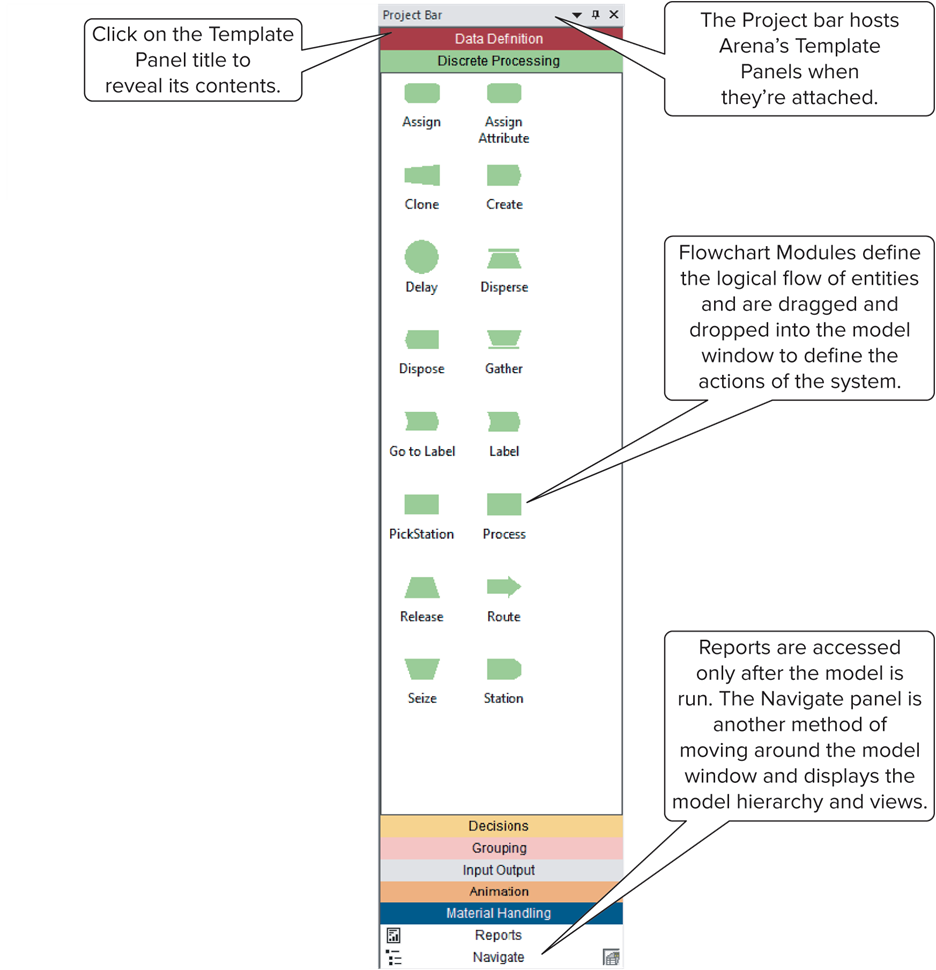 Click on the Template
Panel title to
reveal its contents.
Project Bar
The Project bar hosts
Arena’s Template
Panels when
they’re attached.
Data Definition
Discrete Processing
Assign
Assign
Attribute
Clone
Create
Delay
Disperse
Flowchart Modules define
the logical flow of entities
and are dragged and
dropped into the model
window to define the
actions of the system.
Dispose
Gather
Go to Label
Label
PickStation
Process
Release
Route
Seize
Station
Reports are accessed
only after the model is
run. The Navigate panel is
another method of
moving around the model
window and displays the
model hierarchy and views.
Decisions
Grouping
Input Output
Animation
Material Handling
Reports
Navigate